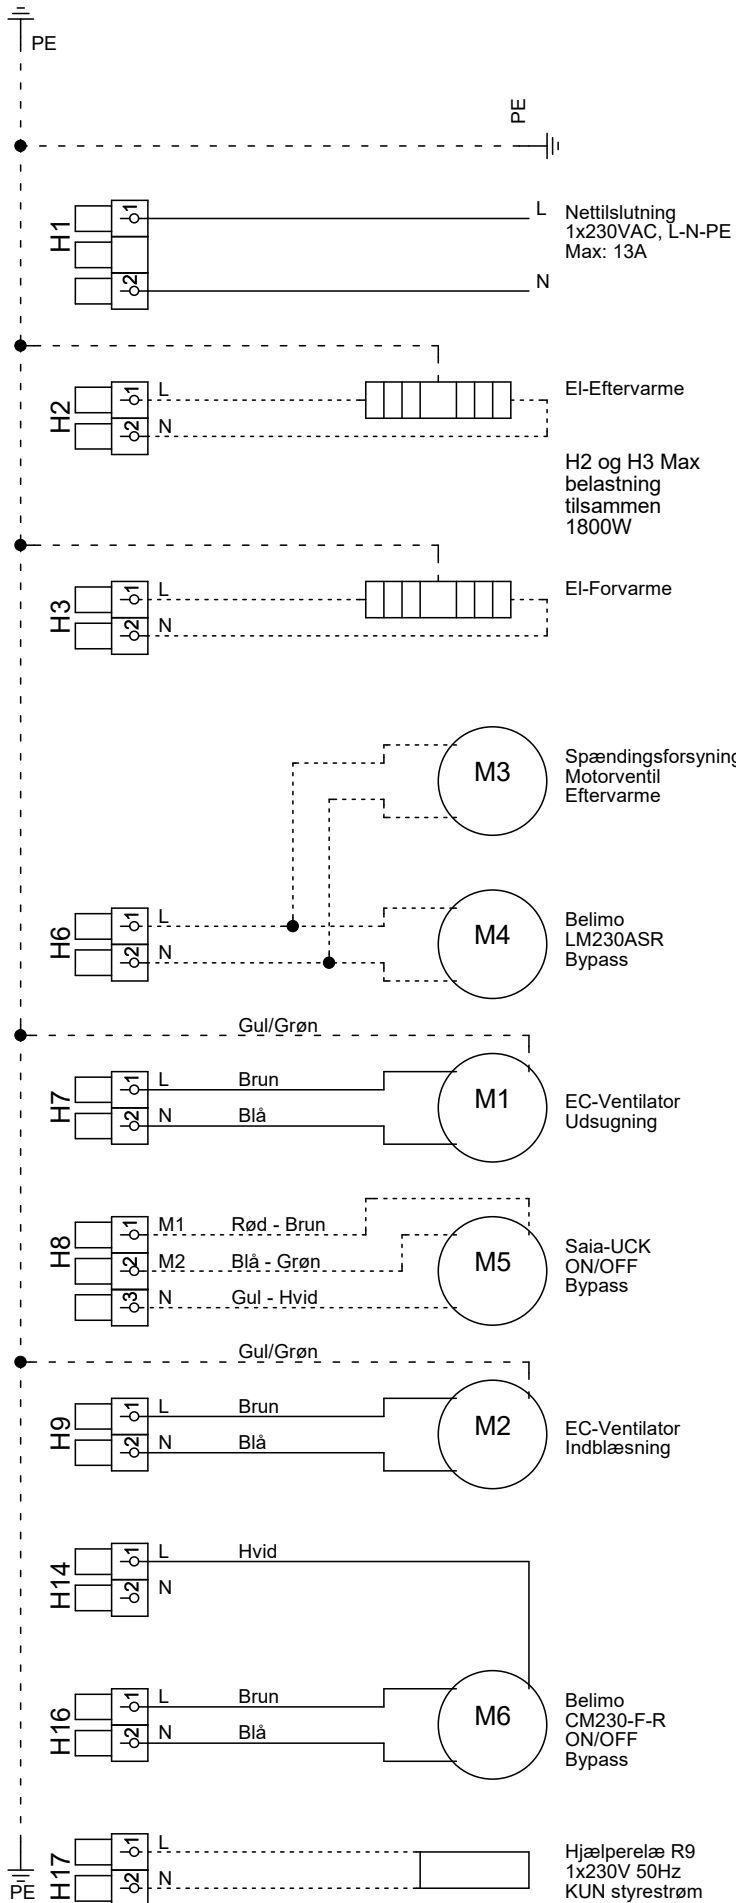 PE
PE
H1
1
L
Nettilslutning
1x230VAC, L-N-PE
Max: 13A
2
N
H2
1
L
El-Eftervarme
2
N
H2 og H3 Max
belastning
tilsammen
1800W
H3
1
L
El-Forvarme
2
N
M3
Spændingsforsyning
Motorventil
Eftervarme
H6
1
L
2
N
M4
Belimo
LM230ASR
Bypass
Gul/Grøn
H7
1
L
Brun
2
N
Blå
M1
EC-Ventilator
Udsugning
H8
1
M1
Rød - Brun
2
M2
Blå - Grøn
3
N
Gul - Hvid
M5
Saia-UCK
ON/OFF
Bypass
Gul/Grøn
H9
1
L
Brun
2
N
Blå
M2
EC-Ventilator
Indblæsning
H14
1
L
Hvid
2
N
H16
1
L
Brun
2
N
Blå
M6
Belimo
CM230-F-R
ON/OFF
Bypass
PE
H17
1
L
2
N
Hjælperelæ R9
1x230V 50Hz
KUN styrestrøm